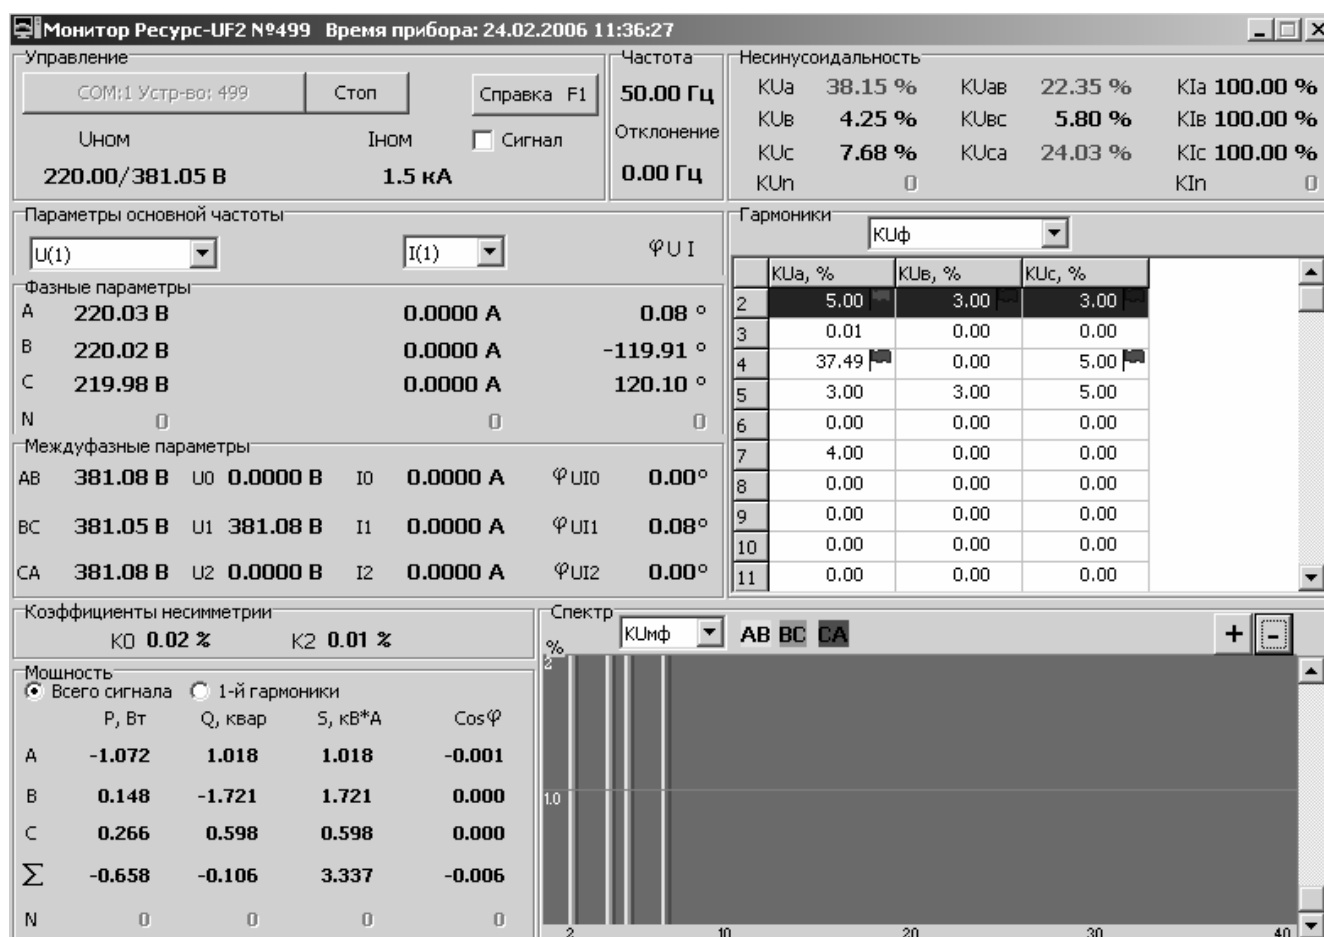 Монитор Ресурс-UF2 №499 Время прибора: 24.02.2006 11:36:27
Управление
COM:1 Устр-во: 499 Стоп Справка F1
Uном Iном Сигнал
220.00/381.05 В 1.5 кА
Частота
50.00 Гц
Отклонение
0.00 Гц
Несинусоидальность
KUа 38.15 % KUав 22.35 % KIа 100.00 %
KUв 4.25 % KUвс 5.80 % KIв 100.00 %
KUс 7.68 % KUса 24.03 % KIс 100.00 %
KUn 0 KIn 0
Параметры основной частоты
U(1) I(1) φ U I
Фазные параметры
A 220.03 В 0.0000 А 0.08 °
B 220.02 В 0.0000 А -119.91 °
C 219.98 В 0.0000 А 120.10 °
N 0 0 0
Междуфазные параметры
AB 381.08 В U0 0.0000 В I0 0.0000 А φ UI0 0.00°
BC 381.05 В U1 381.08 В I1 0.0000 А φ UI1 0.08°
CA 381.08 В U2 0.0000 В I2 0.0000 А φ UI2 0.00°
Гармоники
KUф
KUа, % KUв, % KUс, %
2 5.00 3.00 3.00
3 0.01 0.00 0.00
4 37.49 0.00 5.00
5 3.00 3.00 5.00
6 0.00 0.00 0.00
7 4.00 0.00 0.00
8 0.00 0.00 0.00
9 0.00 0.00 0.00
10 0.00 0.00 0.00
11 0.00 0.00 0.00
Коэффициенты несимметрии
K0 0.02 % K2 0.01 %
Мощность
Всего сигнала 1-й гармоники
P, Вт Q, квар S, кВ*А Cosφ
A -1.072 1.018 1.018 -0.001
B 0.148 -1.721 1.721 0.000
C 0.266 0.598 0.598 0.000
Σ -0.658 -0.106 3.337 -0.006
N 0 0 0 0
Спектр
% KUмф AB BC CA + -
2
1.0
2 10 20 30 40